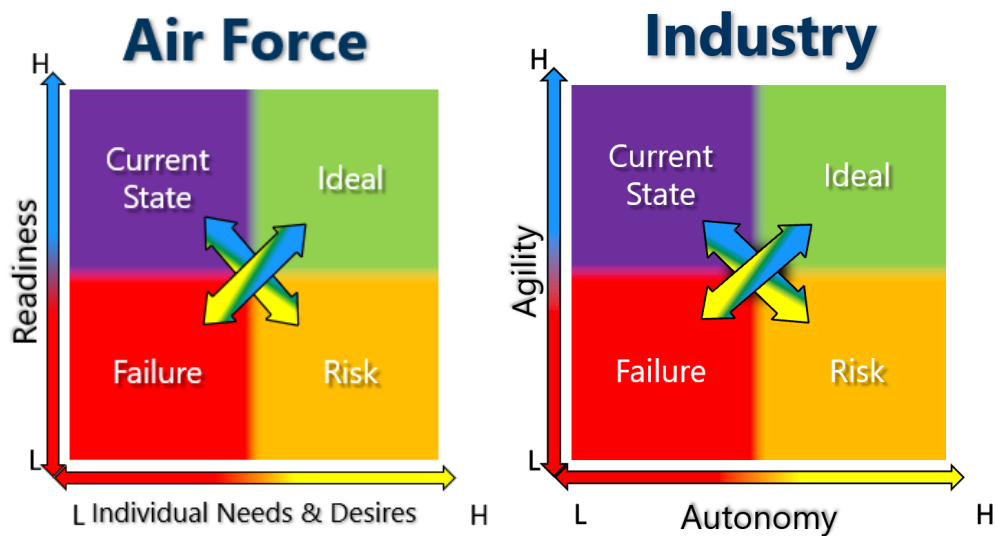 Air Force
H
Current
State
Ideal
Readiness
Failure
Risk
L
L Individual Needs & Desires H
Industry
H
Current
State
Ideal
Agility
Failure
Risk
L
L Autonomy H